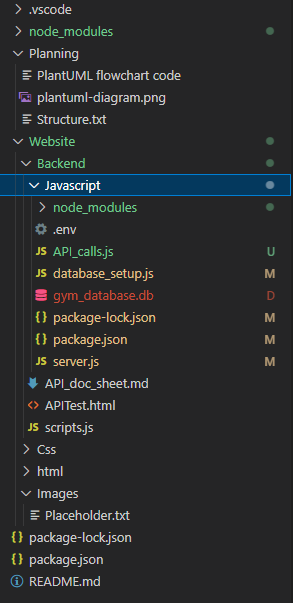 .vscode
node_modules
Planning
PlantUML flowchart code
plantuml-diagram.png
Structure.txt
Website
Backend
Javascript
node_modules
.env
JS API_calls.js U
JS database_setup.js M
gym_database.db D
{} package-lock.json M
{} package.json M
JS server.js M
API_doc_sheet.md
<> APITest.html
JS scripts.js
Css
html
Images
Placeholder.txt
{} package-lock.json
{} package.json
README.md